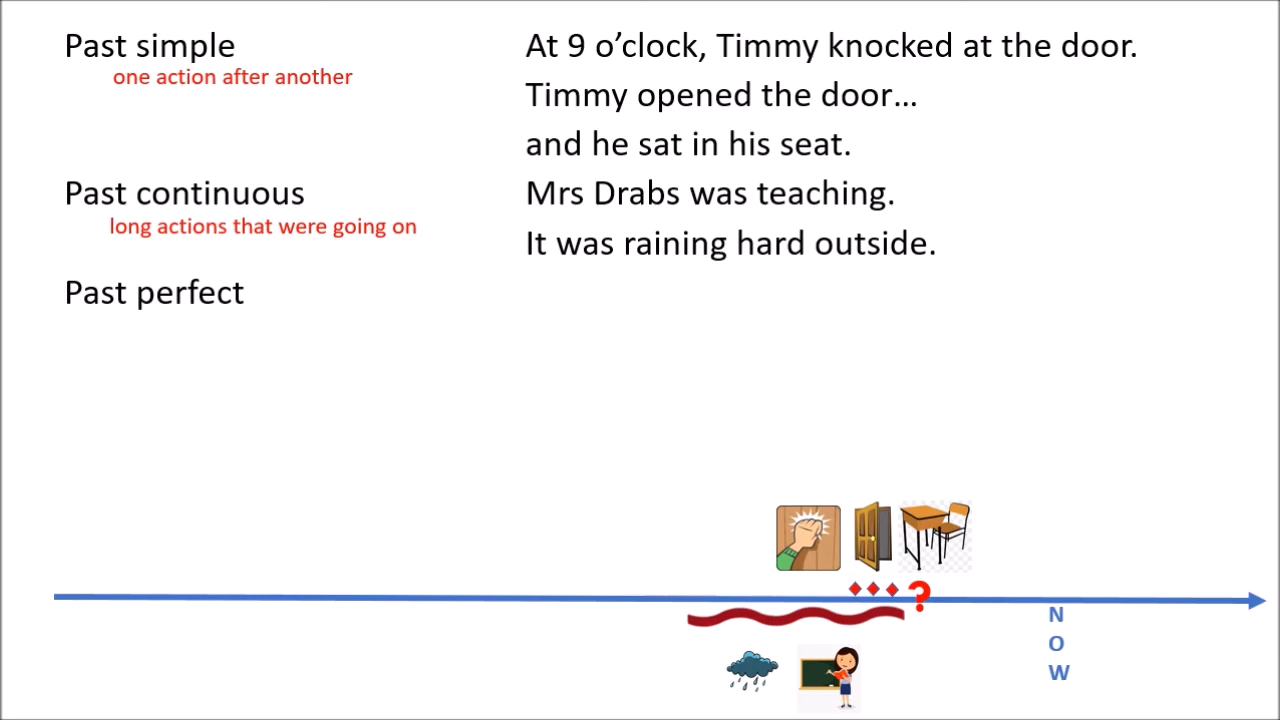 Past simple
one action after another
At 9 o’clock, Timmy knocked at the door.
Timmy opened the door…
and he sat in his seat.
Past continuous
long actions that were going on
Mrs Drabs was teaching.
It was raining hard outside.
Past perfect
?
N
O
W